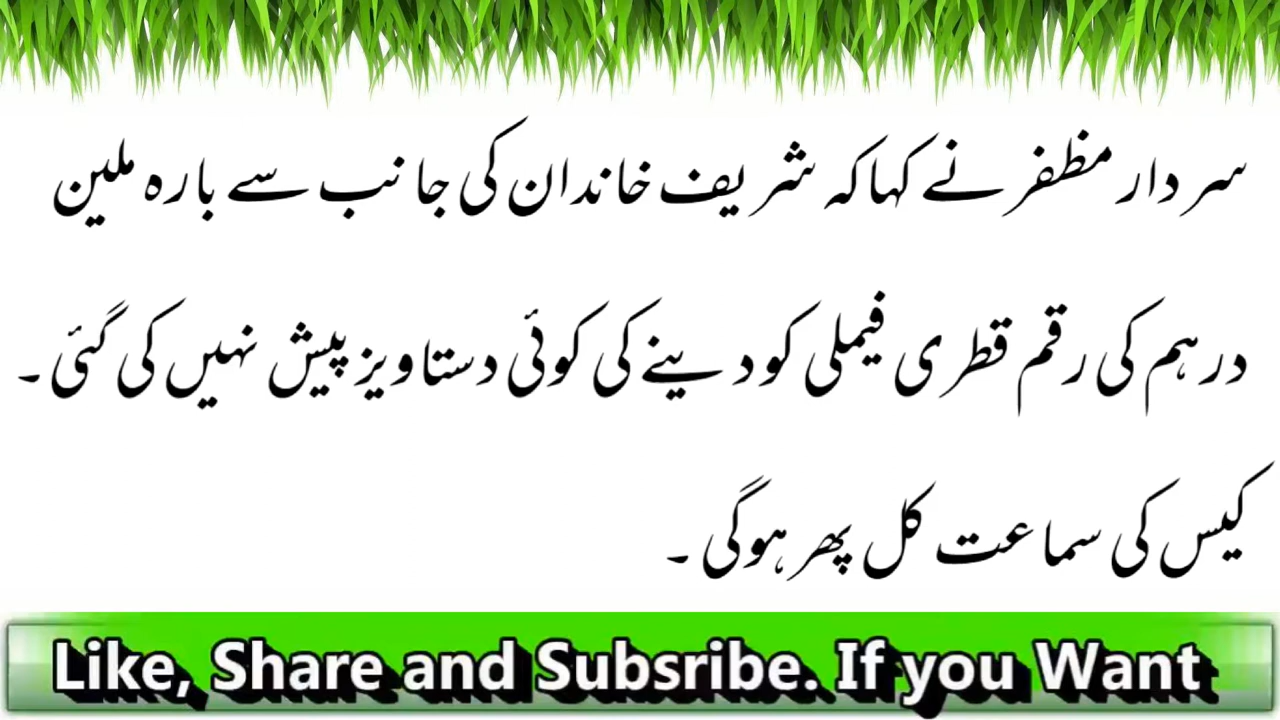 سردار مظفر نے کہا کہ شریف خاندان کی جانب سے بارہ ملین
درہم کی رقم قطری فیملی کو دینے کی کوئی دستاویز پیش نہیں کی گئی۔
کیس کی سماعت کل پھر ہوگی۔
Like, Share and Subsribe. If you Want